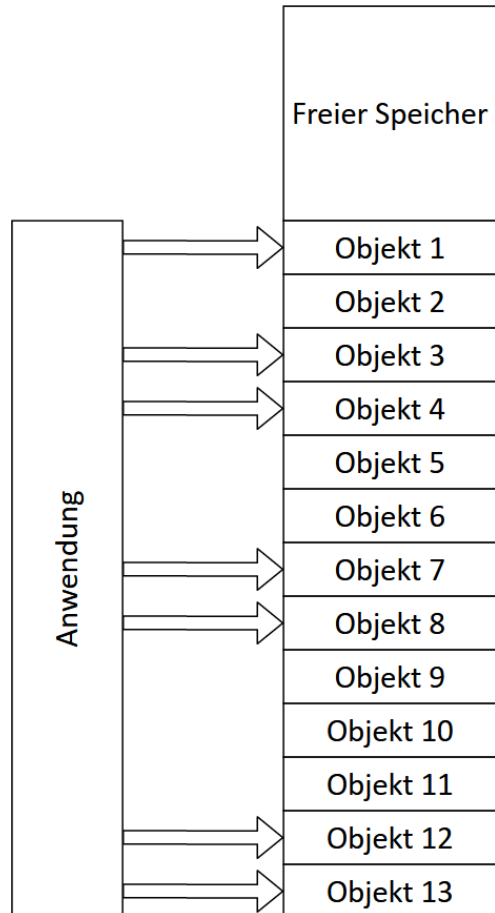 Freier Speicher
Objekt 1
Objekt 2
Objekt 3
Objekt 4
Objekt 5
Objekt 6
Objekt 7
Objekt 8
Objekt 9
Objekt 10
Objekt 11
Objekt 12
Objekt 13
Anwendung